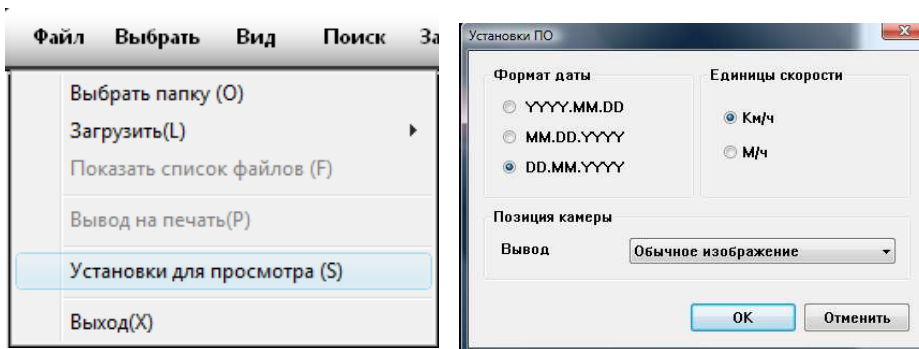 Файл Выбрать Вид Поиск За
Выбрать папку (O)
Загрузить(L)
Показать список файлов (F)
Вывод на печать(P)
Установки для просмотра (S)
Выход(X)
Установки ПО
Формат даты
YYYY.MM.DD
MM.DD.YYYY
DD.MM.YYYY
Единицы скорости
Км/ч
М/ч
Позиция камеры
Вывод Обычное изображение
OK Отменить